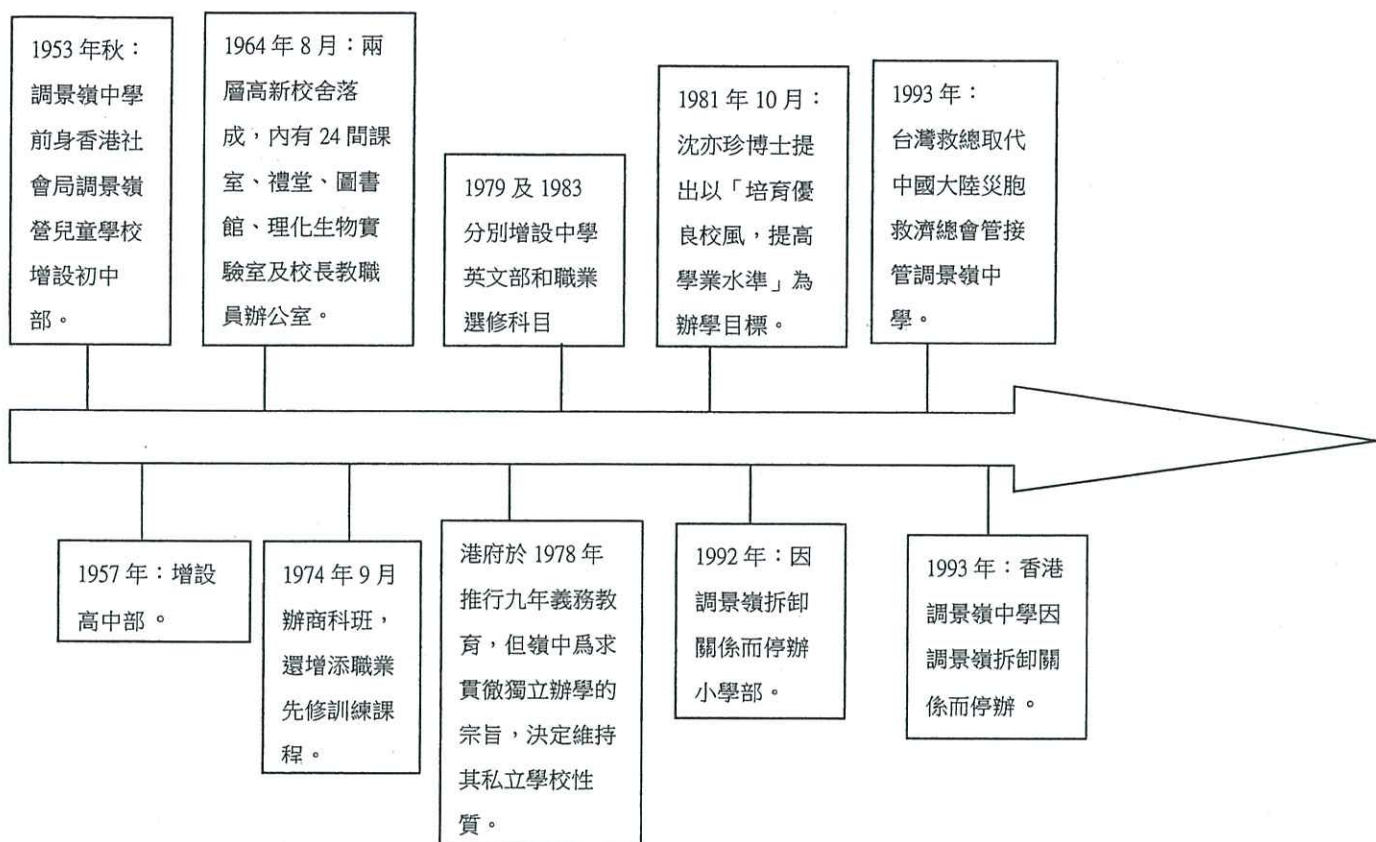 1953 年秋：
調景嶺中學
前身香港社
會局調景嶺
營兒童學校
增設初中
部。
1964 年 8 月：兩
層高新校舍落
成，內有 24 間課
室、禮堂、圖書
館、理化生物實
驗室及校長教職
員辦公室。
1979 及 1983
分別增設中學
英文部和職業
選修科目
1981 年 10 月：
沈亦珍博士提
出以「培育優
良校風，提高
學業水準」為
辦學目標。
1993 年：
台灣救總取代
中國大陸災胞
救濟總會管接
管調景嶺中
學。
1957 年：增設
高中部。
1974 年 9 月
辦商科班，
還增添職業
先修訓練課
程。
港府於 1978 年
推行九年義務教
育，但嶺中爲求
貫徹獨立辦學的
宗旨，決定維持
其私立學校性
質。
1992 年：因
調景嶺拆卸
關係而停辦
小學部。
1993 年：香港
調景嶺中學因
調景嶺拆卸關
係而停辦。